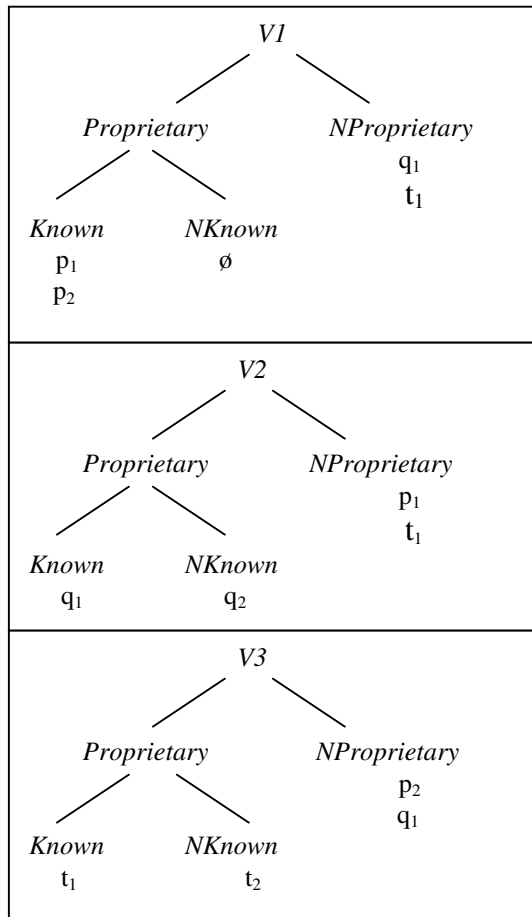 V1
Proprietary NProprietary
q₁
t₁
Known NKnown
p₁ ø
p₂
V2
Proprietary NProprietary
p₁
t₁
Known NKnown
q₁ q₂
V3
Proprietary NProprietary
p₂
q₁
Known NKnown
t₁ t₂